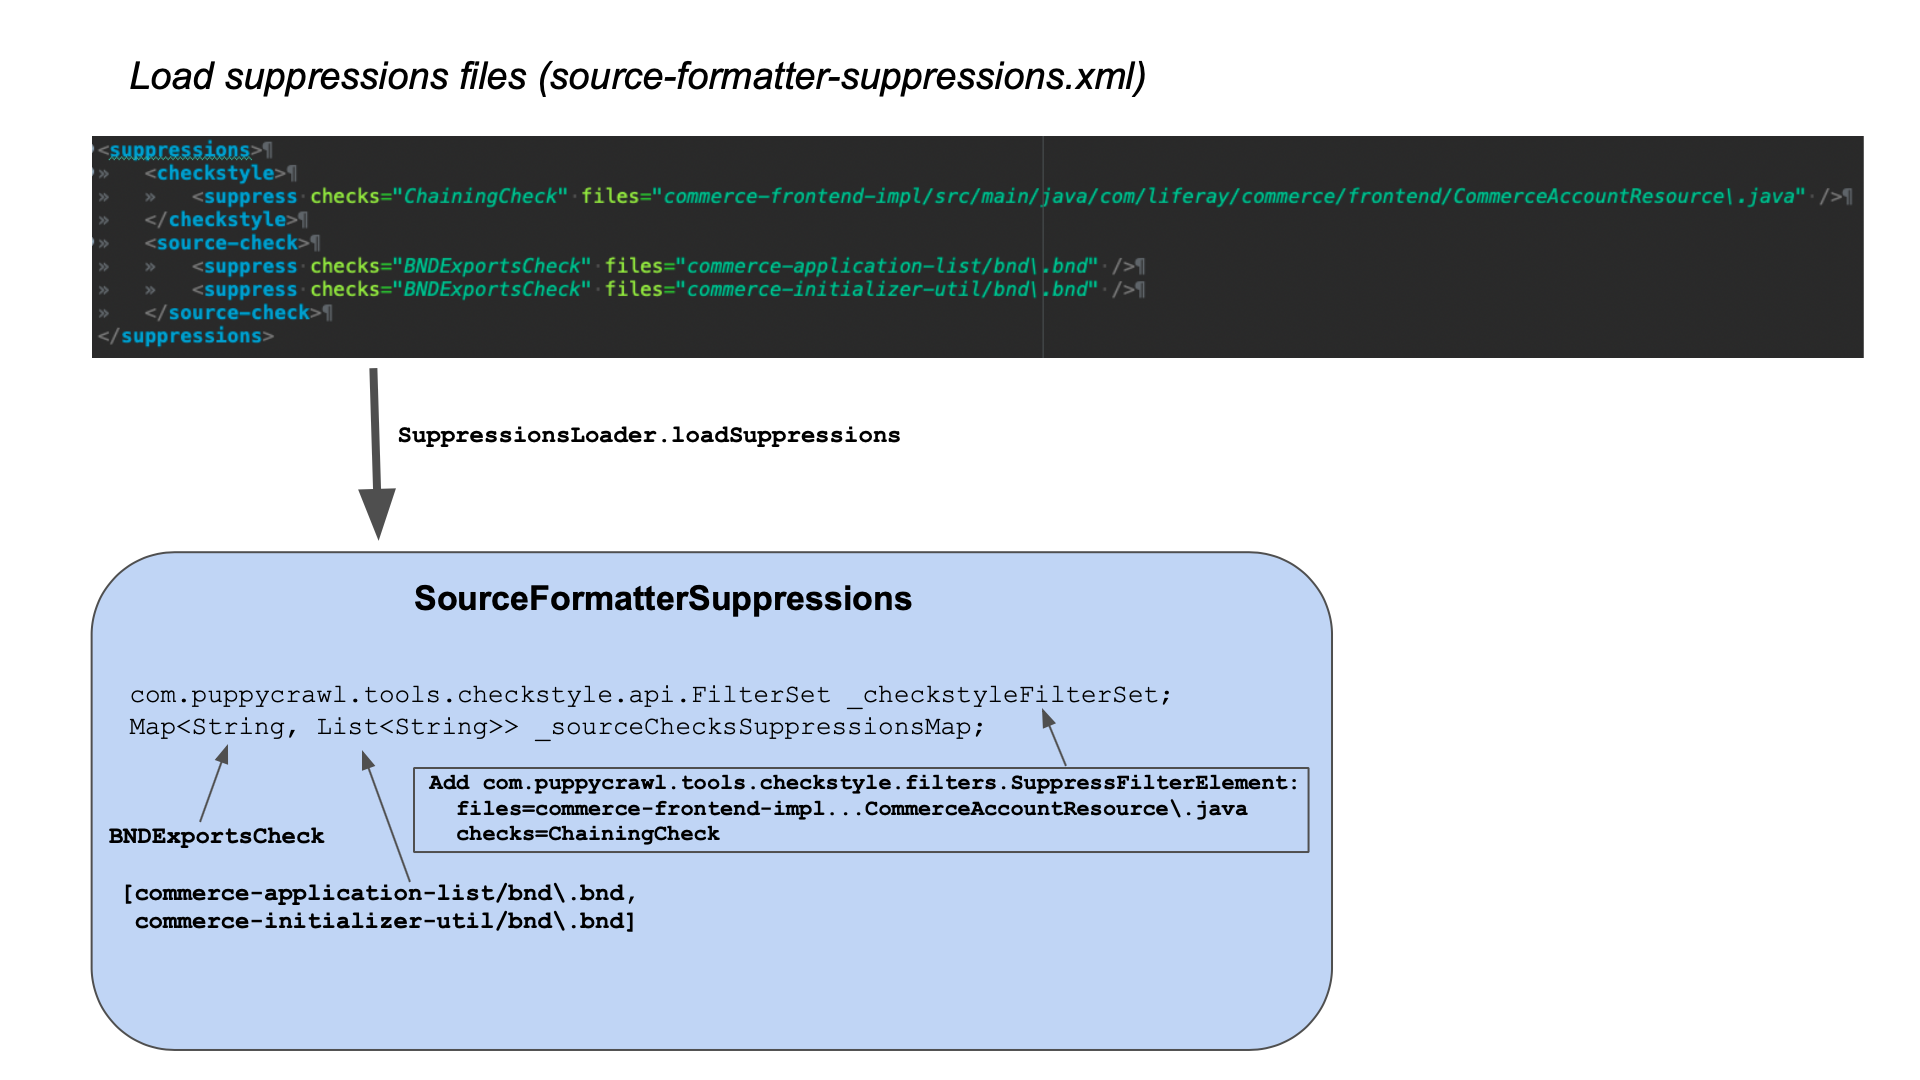 Load suppressions files (source-formatter-suppressions.xml)
<suppressions>¶
»   <checkstyle>¶
»   »   <suppress·checks="ChainingCheck"·files="commerce-frontend-impl/src/main/java/com/liferay/commerce/frontend/CommerceAccountResource\.java"·/>¶
»   </checkstyle>¶
»   <source-check>¶
»   »   <suppress·checks="BNDExportsCheck"·files="commerce-application-list/bnd\.bnd"·/>¶
»   »   <suppress·checks="BNDExportsCheck"·files="commerce-initializer-util/bnd\.bnd"·/>¶
»   </source-check>¶
</suppressions>
SuppressionsLoader.loadSuppressions
SourceFormatterSuppressions
com.puppycrawl.tools.checkstyle.api.FilterSet _checkstyleFilterSet;
Map<String, List<String>> _sourceChecksSuppressionsMap;
Add com.puppycrawl.tools.checkstyle.filters.SuppressFilterElement:
files=commerce-frontend-impl...CommerceAccountResource\.java
checks=ChainingCheck
BNDExportsCheck
[commerce-application-list/bnd\.bnd,
commerce-initializer-util/bnd\.bnd]